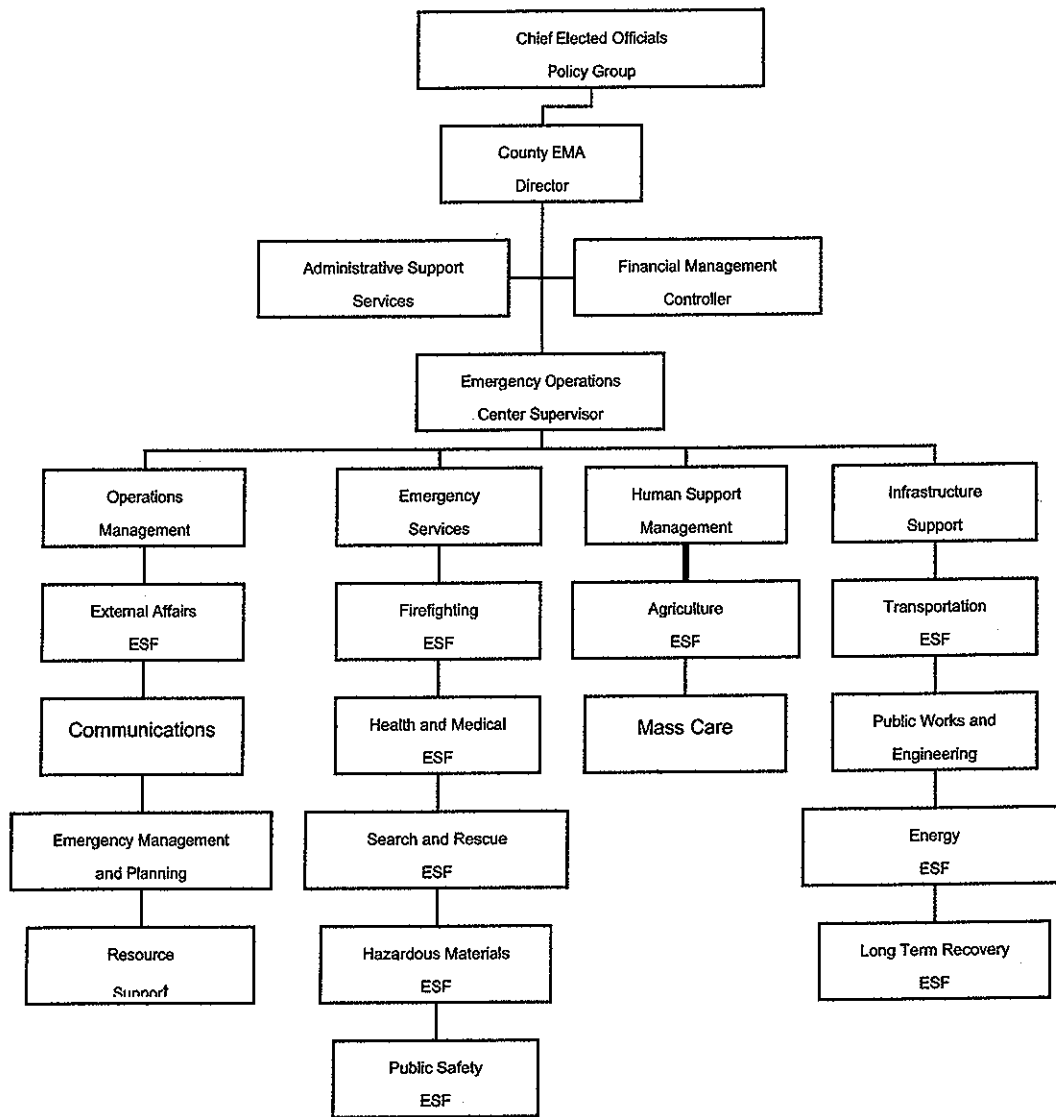 Chief Elected Officials
Policy Group
County EMA
Director
Administrative Support
Services
Financial Management
Controller
Emergency Operations
Center Supervisor
Operations
Management
Emergency
Services
Human Support
Management
Infrastructure
Support
External Affairs
ESF
Firefighting
ESF
Agriculture
ESF
Transportation
ESF
Communications
Health and Medical
ESF
Mass Care
Public Works and
Engineering
Emergency Management
and Planning
Search and Rescue
ESF
Energy
ESF
Resource
Support
Hazardous Materials
ESF
Long Term Recovery
ESF
Public Safety
ESF